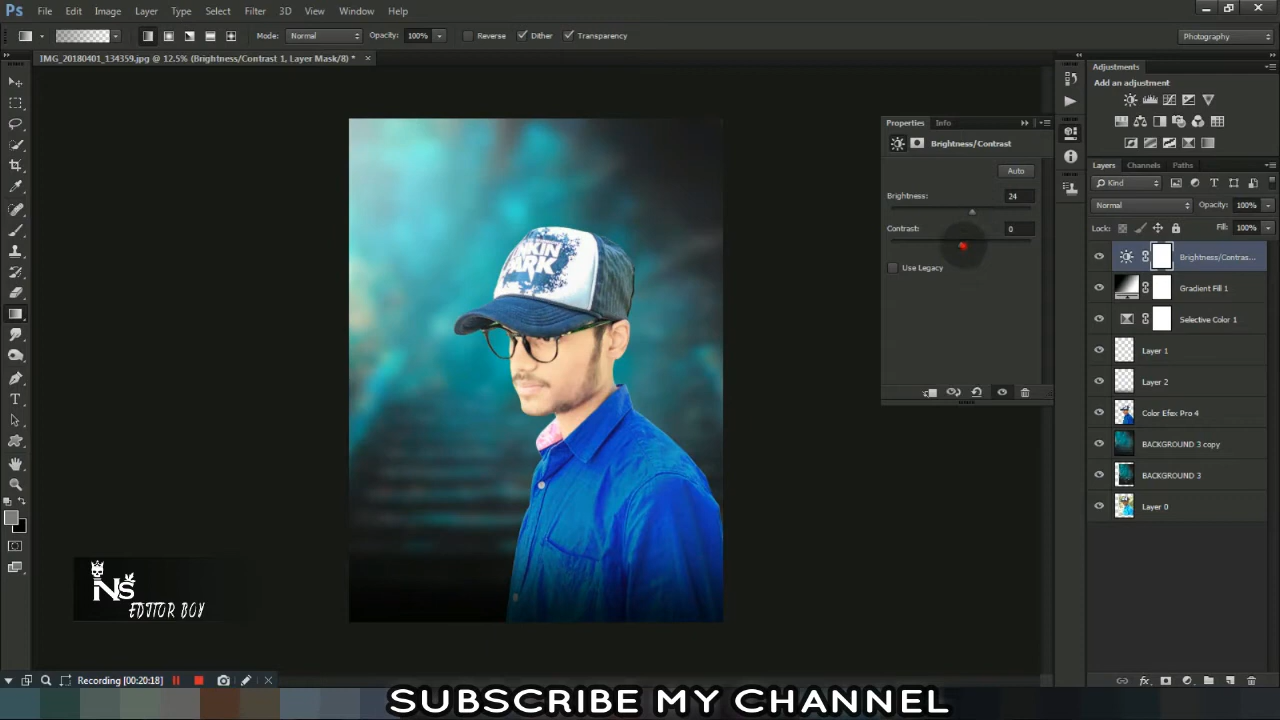 Ps File Edit Image Layer Type Select Filter 3D View Window Help
Mode: Normal Opacity: 100% Reverse Dither Transparency Photography
IMG_20180401_134359.jpg @ 12.5% (Brightness/Contrast 1, Layer Mask/8) *
Adjustments
Add an adjustment
Properties Info
Brightness/Contrast
Auto
Brightness: 24
Contrast: 0
Use Legacy
Layers Channels Paths
Kind
Normal Opacity: 100%
Lock: Fill: 100%
Brightness/Contras...
Gradient Fill 1
Selective Color 1
Layer 1
Layer 2
Color Efex Pro 4
BACKGROUND 3 copy
BACKGROUND 3
Layer 0
fx
PARK
Ns
EDITOR BOY
Recording [00:20:18]
SUBSCRIBE MY CHANNEL